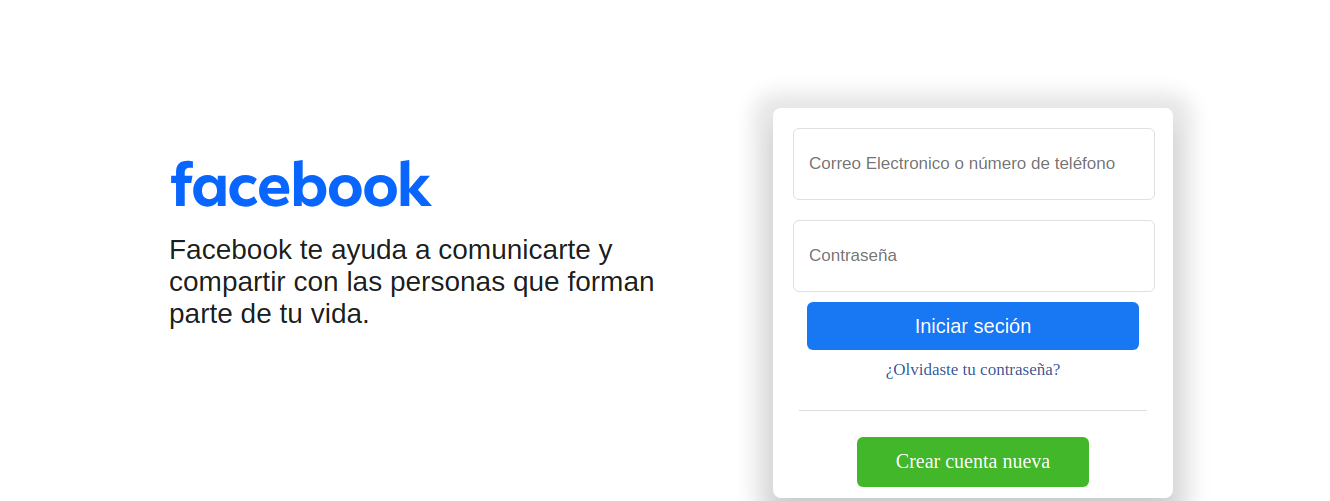 facebook
Facebook te ayuda a comunicarte y
compartir con las personas que forman
parte de tu vida.
Correo Electronico o número de teléfono
Contraseña
Iniciar seción
¿Olvidaste tu contraseña?
Crear cuenta nueva